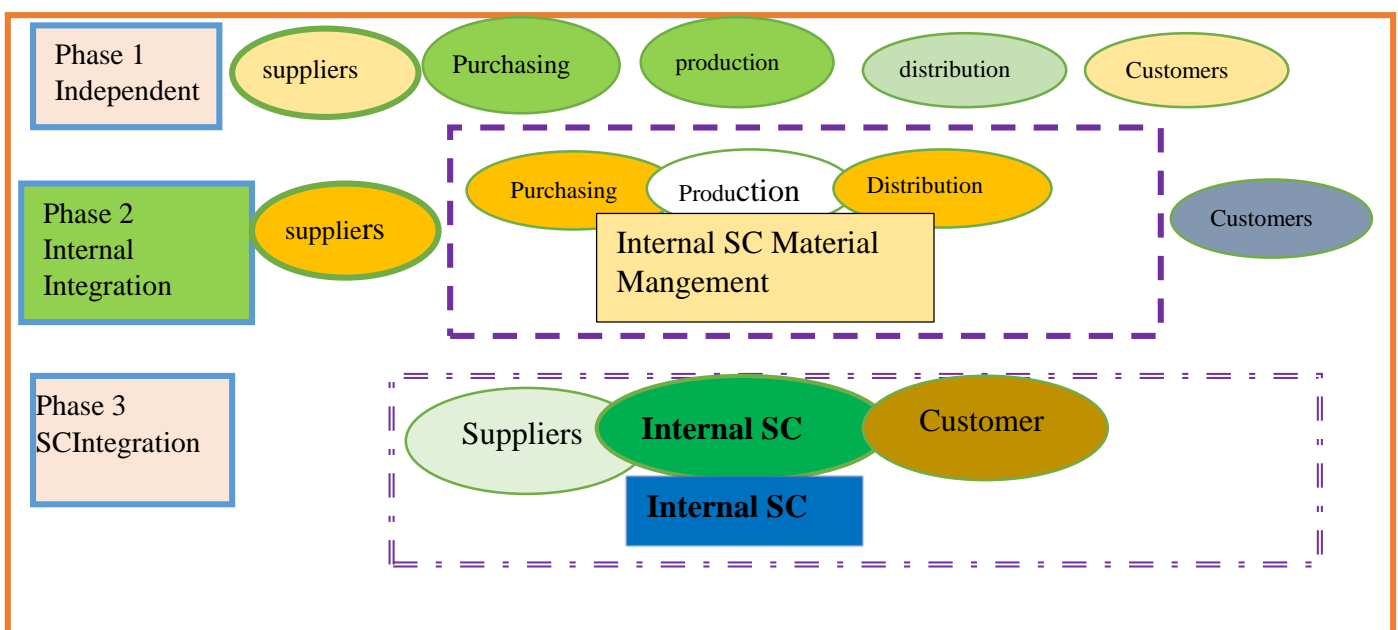 Phase 1
Independent
suppliers
Purchasing
production
distribution
Customers
Phase 2
Internal
Integration
suppliers
Purchasing
Production
Distribution
Internal SC Material
Mangement
Customers
Phase 3
SCIntegration
Suppliers
Internal SC
Customer
Internal SC